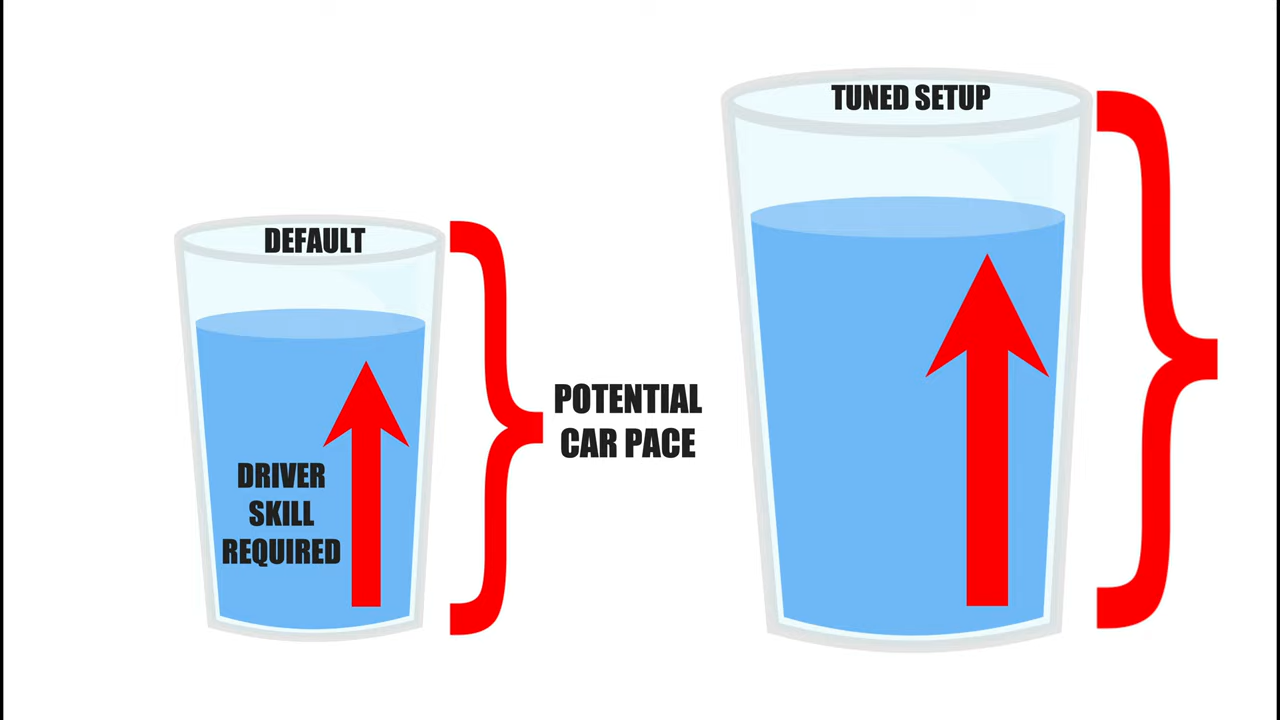 DEFAULT
DRIVER
SKILL
REQUIRED
POTENTIAL
CAR PACE
TUNED SETUP